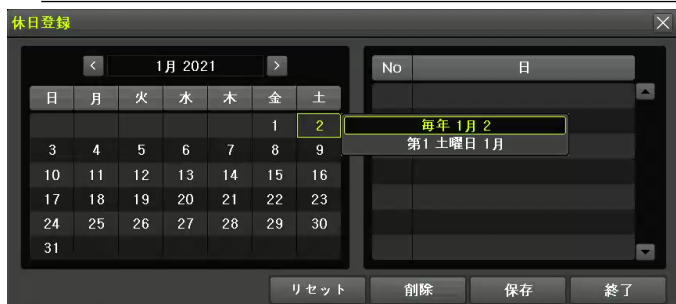 休日登録
1月 2021
日 月 火 水 木 金 土
1 2
3 4 5 6 7 8 9
10 11 12 13 14 15 16
17 18 19 20 21 22 23
24 25 26 27 28 29 30
31
No 日
毎年 1月 2
第1 土曜日 1月
リセット 削除 保存 終了